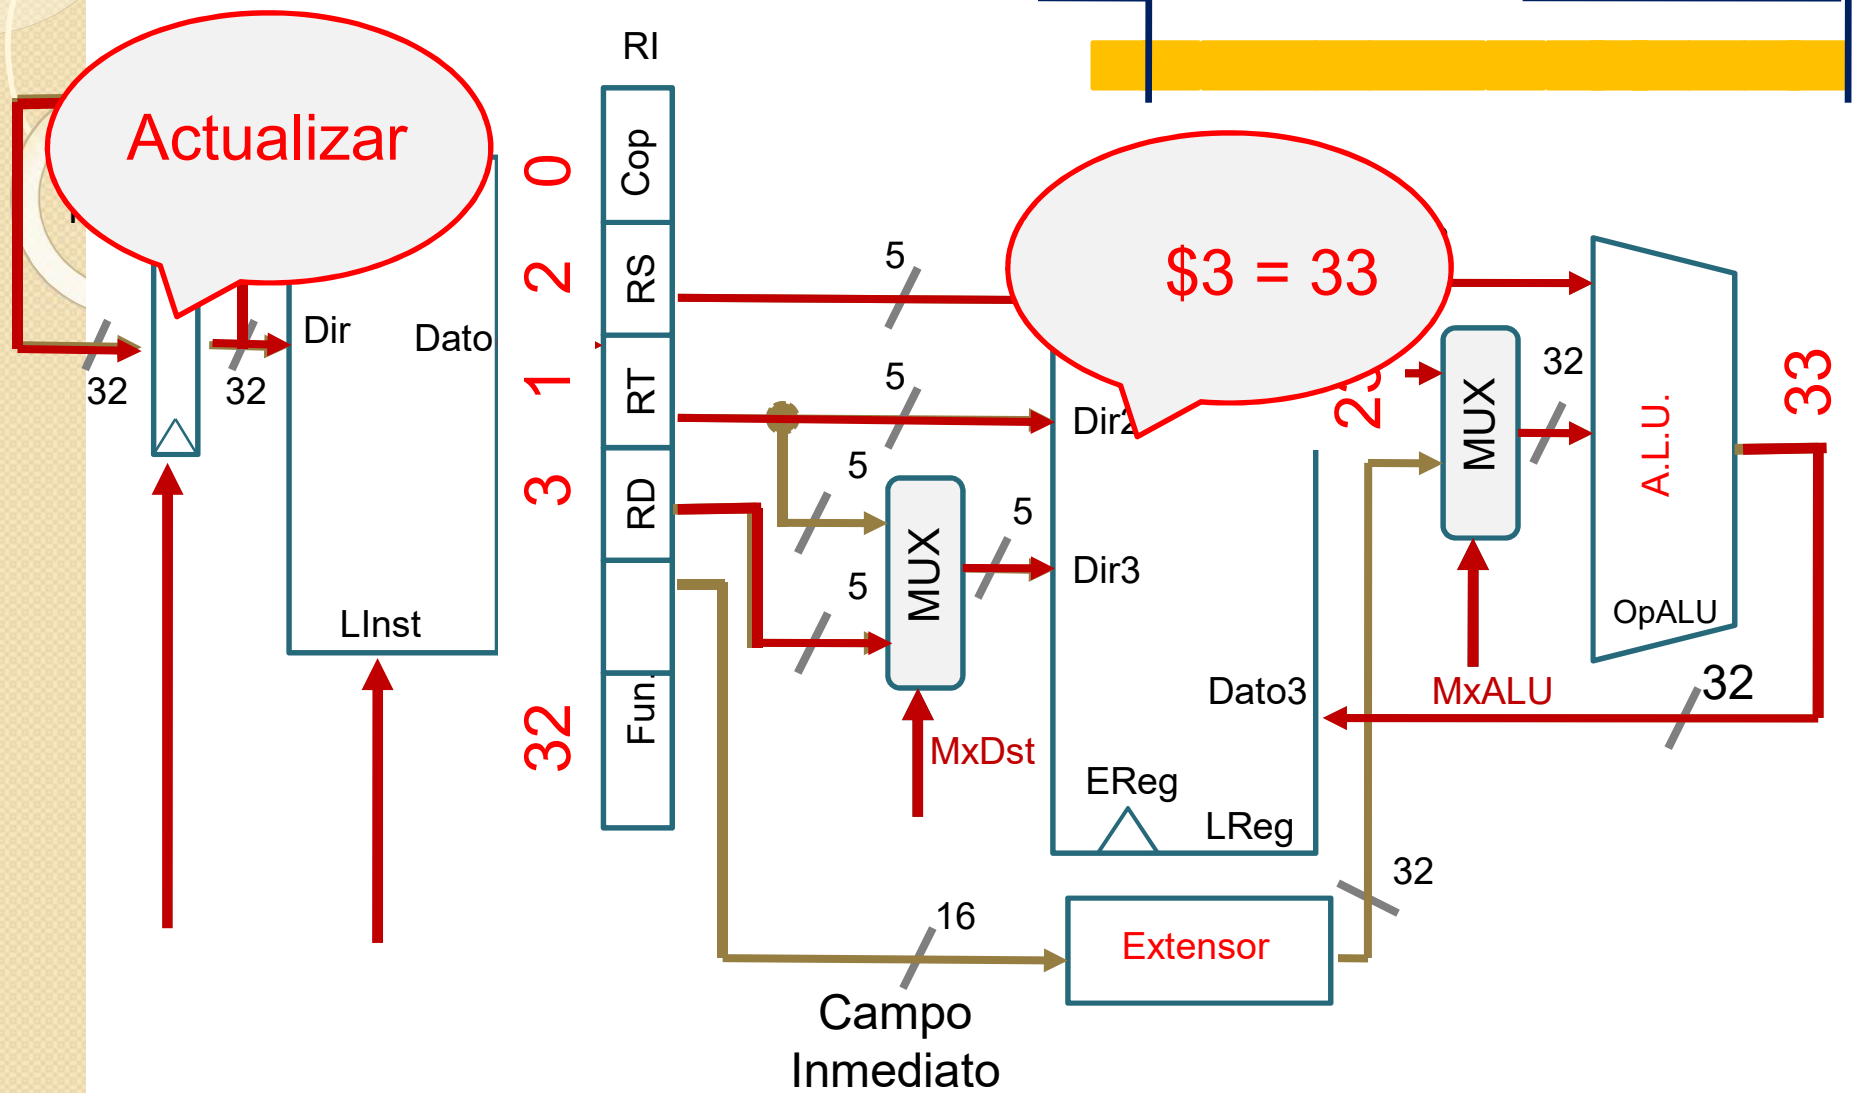 RI
Actualizar
0
Cop
2
RS
5
$3 = 33
Dir
Dato
32
32
1
RT
5
Dir2
MUX
32
A.L.U.
33
3
RD
5
MUX
5
Dir3
5
OpALU
LInst
32
Fun.
MxDst
Dato3
MxALU
32
EReg
LReg
32
16
Extensor
Campo
Inmediato